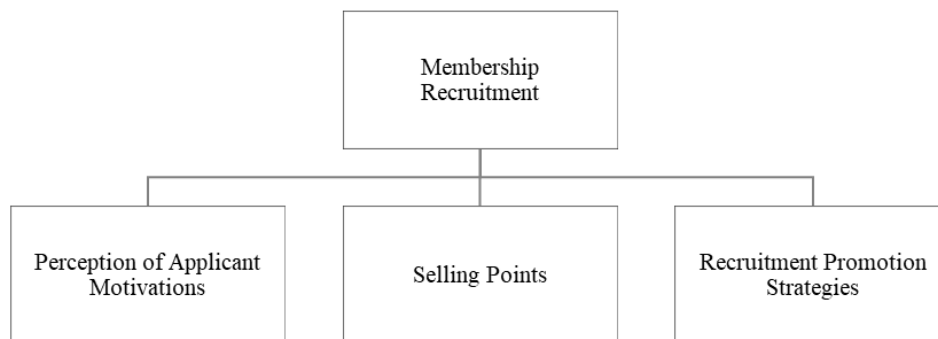 Membership
Recruitment
Perception of Applicant
Motivations
Selling Points
Recruitment Promotion
Strategies